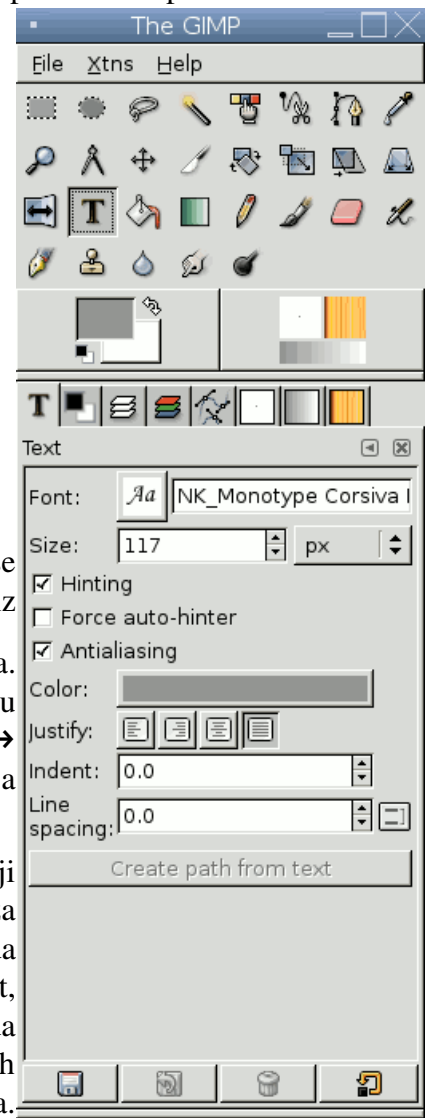 The GIMP
File Xtns Help
Text
Font: Aa NK_Monotype Corsiva
Size: 117 px
Hinting
Force auto-hinter
Antialiasing
Color:
Justify:
Indent: 0.0
Line
spacing: 0.0
Create path from text